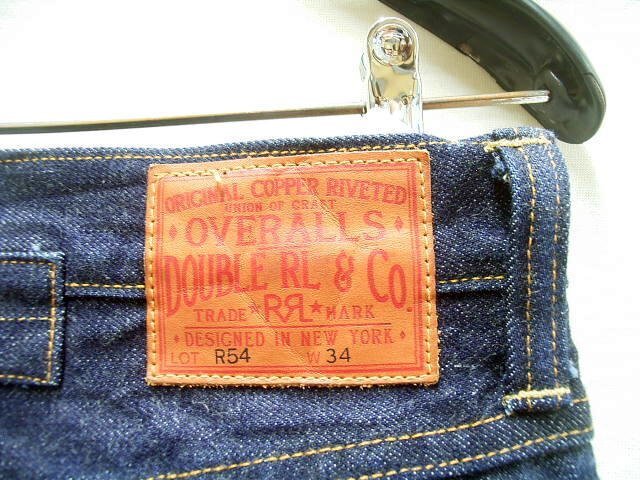 ORIGINAL COPPER RIVETED
UNION OF CRAFT
OVERALLS
DOUBLE RL & CO.
TRADE RRL MARK
DESIGNED IN NEW YORK
LOT R54 W 34